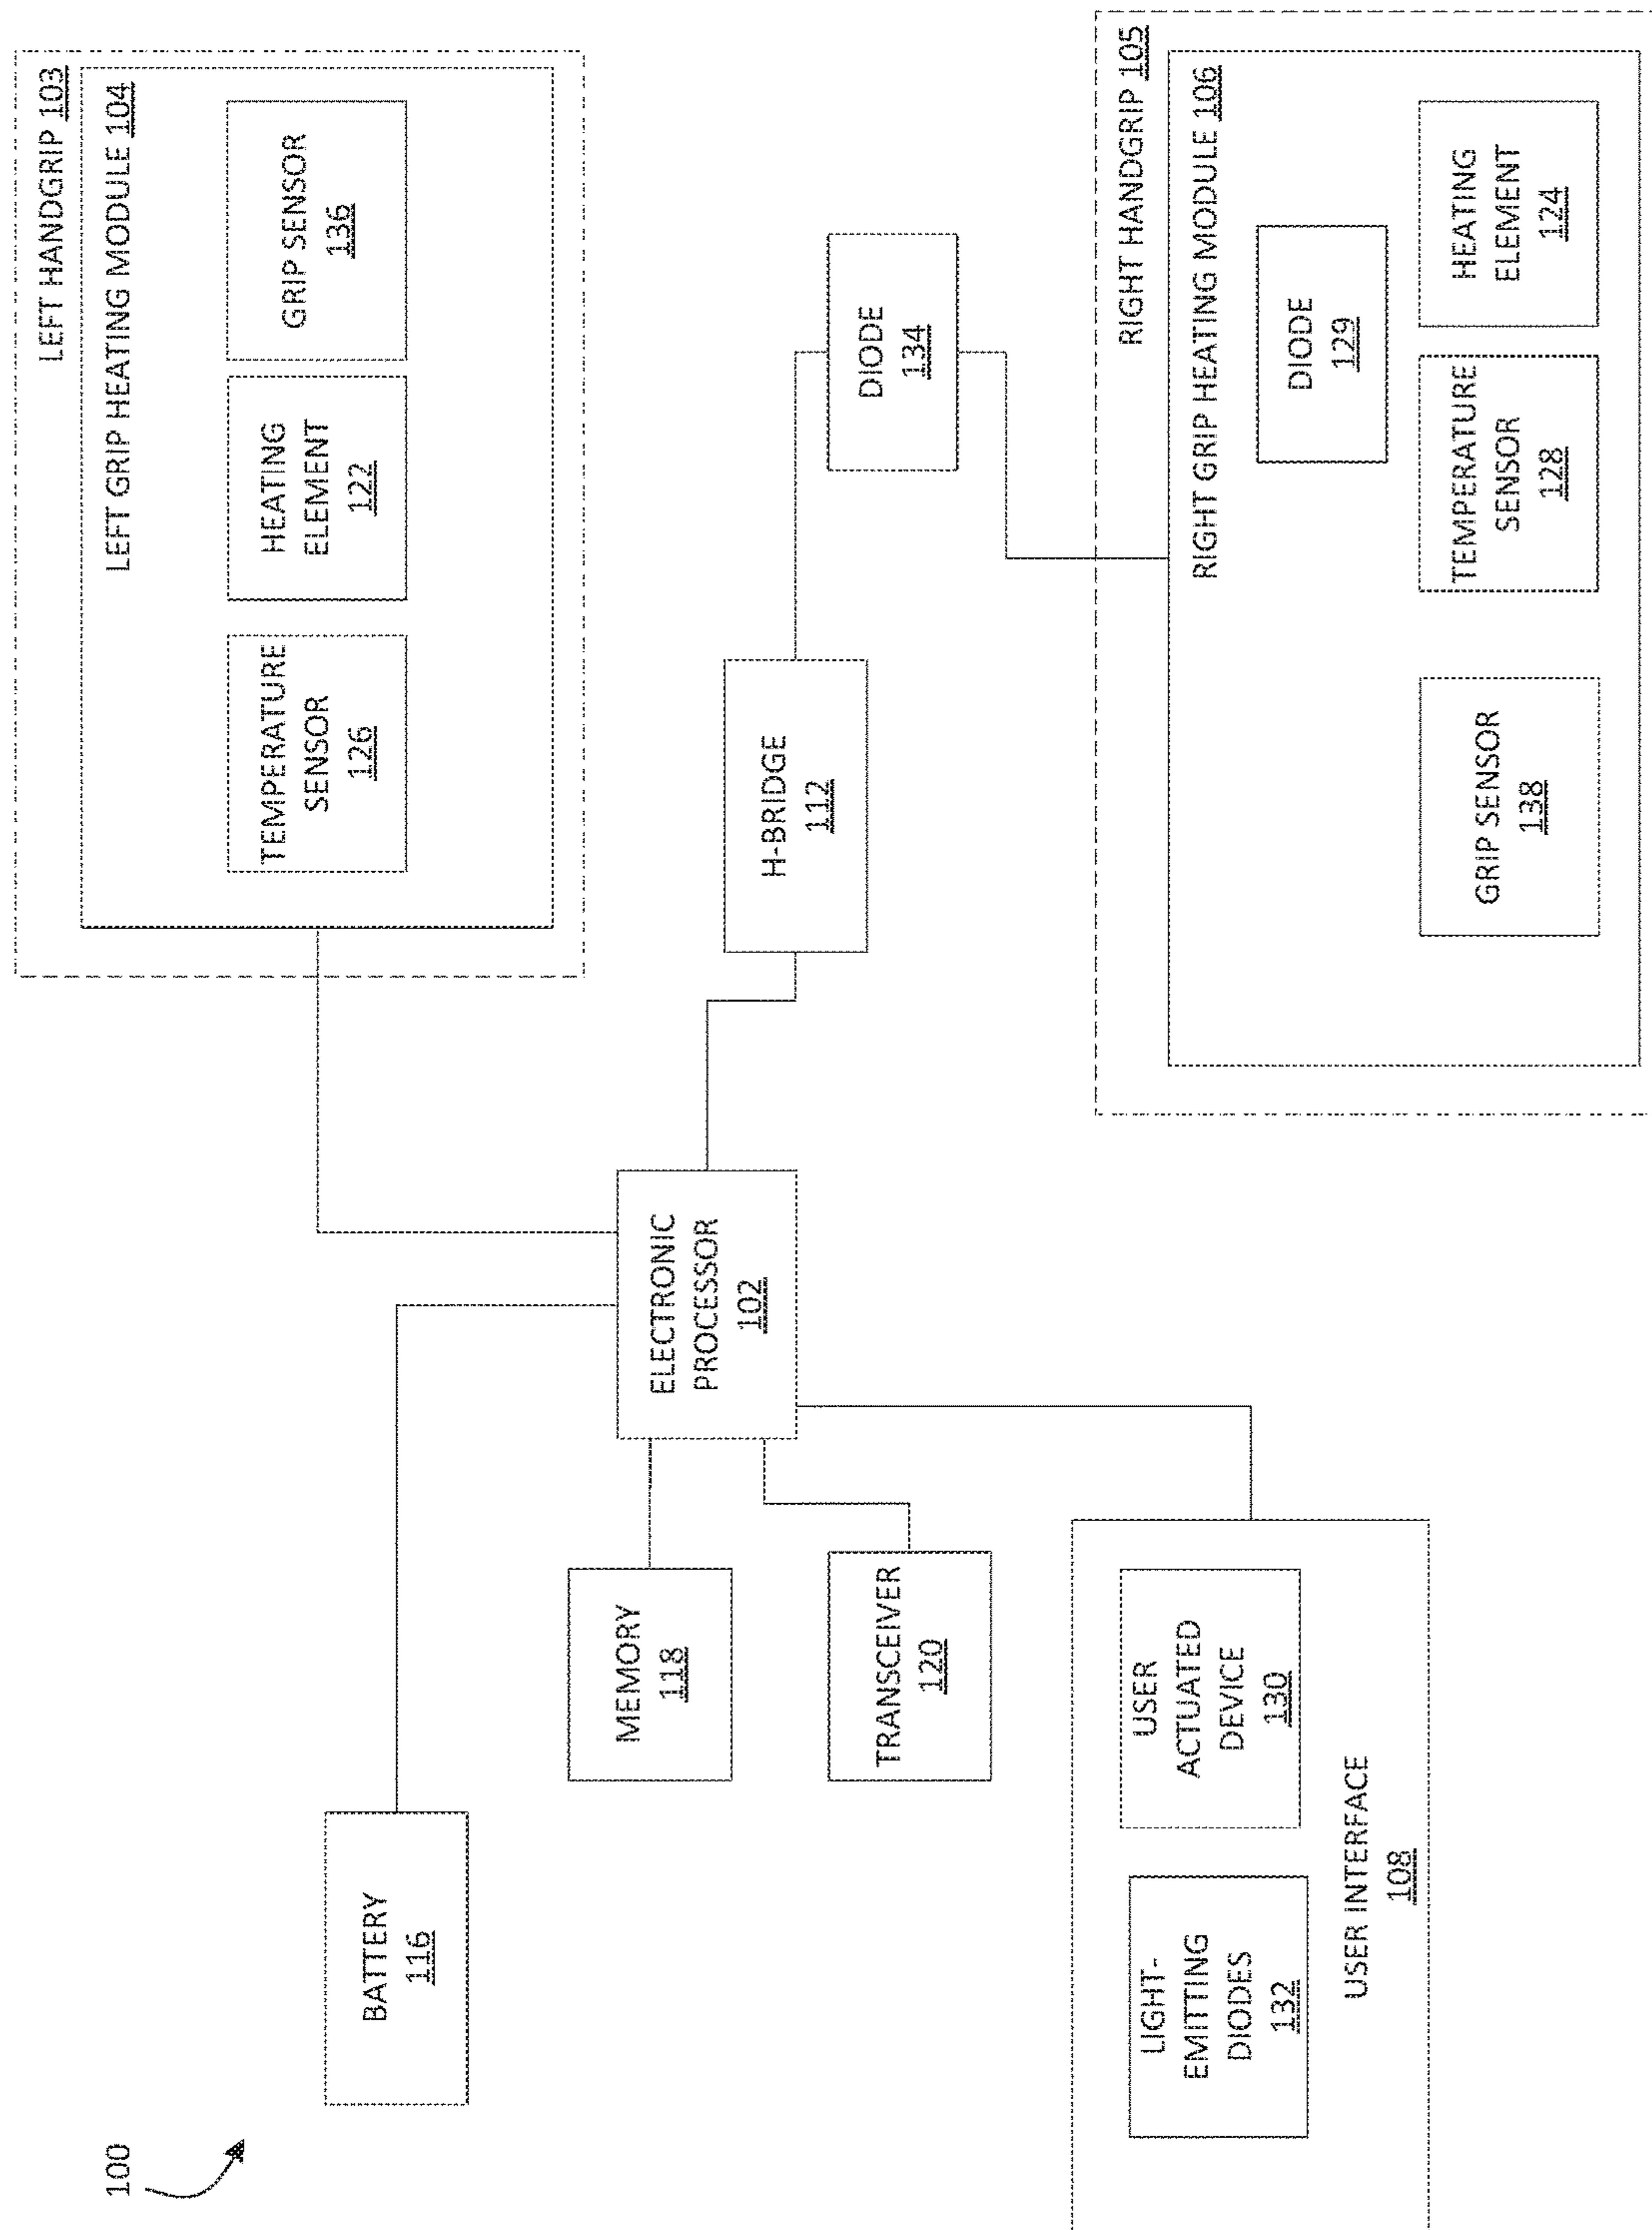 100
BATTERY
116
MEMORY
118
TRANSCEIVER
120
LIGHT-
EMITTING
DIODES
132
USER
ACTUATED
DEVICE
130
USER INTERFACE
108
ELECTRONIC
PROCESSOR
102
H-BRIDGE
112
DIODE
134
LEFT HANDGRIP 103
LEFT GRIP HEATING MODULE 104
TEMPERATURE
SENSOR
126
HEATING
ELEMENT
122
GRIP SENSOR
136
RIGHT HANDGRIP 105
RIGHT GRIP HEATING MODULE 106
DIODE
129
GRIP SENSOR
138
TEMPERATURE
SENSOR
128
HEATING
ELEMENT
124